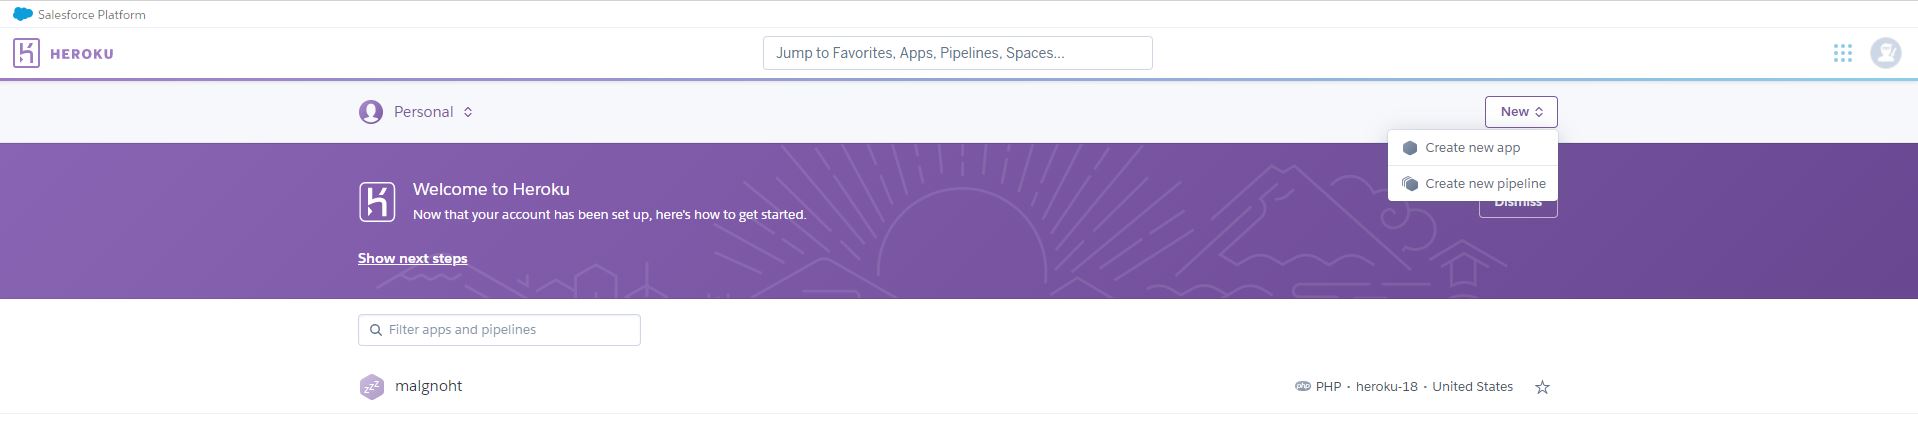 Salesforce Platform
HEROKU
Jump to Favorites, Apps, Pipelines, Spaces...
Personal
New
Create new app
Create new pipeline
Dismiss
Welcome to Heroku
Now that your account has been set up, here's how to get started.
Show next steps
Filter apps and pipelines
zzz
malgnoht
php PHP · heroku-18 · United States